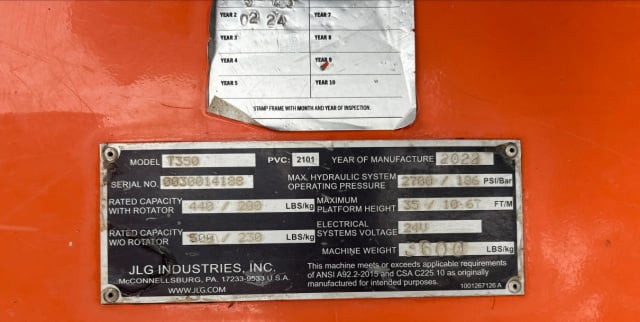 YEAR 2 02 24 YEAR 7
YEAR 3 YEAR 8
YEAR 4 YEAR 9
YEAR 5 YEAR 10
STAMP FRAME WITH MONTH AND YEAR OF INSPECTION.
MODEL T350 PVC: 2101 YEAR OF MANUFACTURE 2022
SERIAL NO. 0030014188 MAX. HYDRAULIC SYSTEM
OPERATING PRESSURE 2700 / 186 PSI/Bar
RATED CAPACITY
WITH ROTATOR 440 / 200 LBS/kg MAXIMUM
PLATFORM HEIGHT 35 / 10.67 FT/M
RATED CAPACITY
W/O ROTATOR 500 / 230 LBS/kg ELECTRICAL
SYSTEMS VOLTAGE 24V
MACHINE WEIGHT LBS/kg
JLG INDUSTRIES, INC.
McCONNELLSBURG, PA. 17233-9533 U.S.A.
WWW.JLG.COM
This machine meets or exceeds applicable requirements
of ANSI A92.2-2015 and CSA C225.10 as originally
manufactured for intended purposes.
1001267126 A